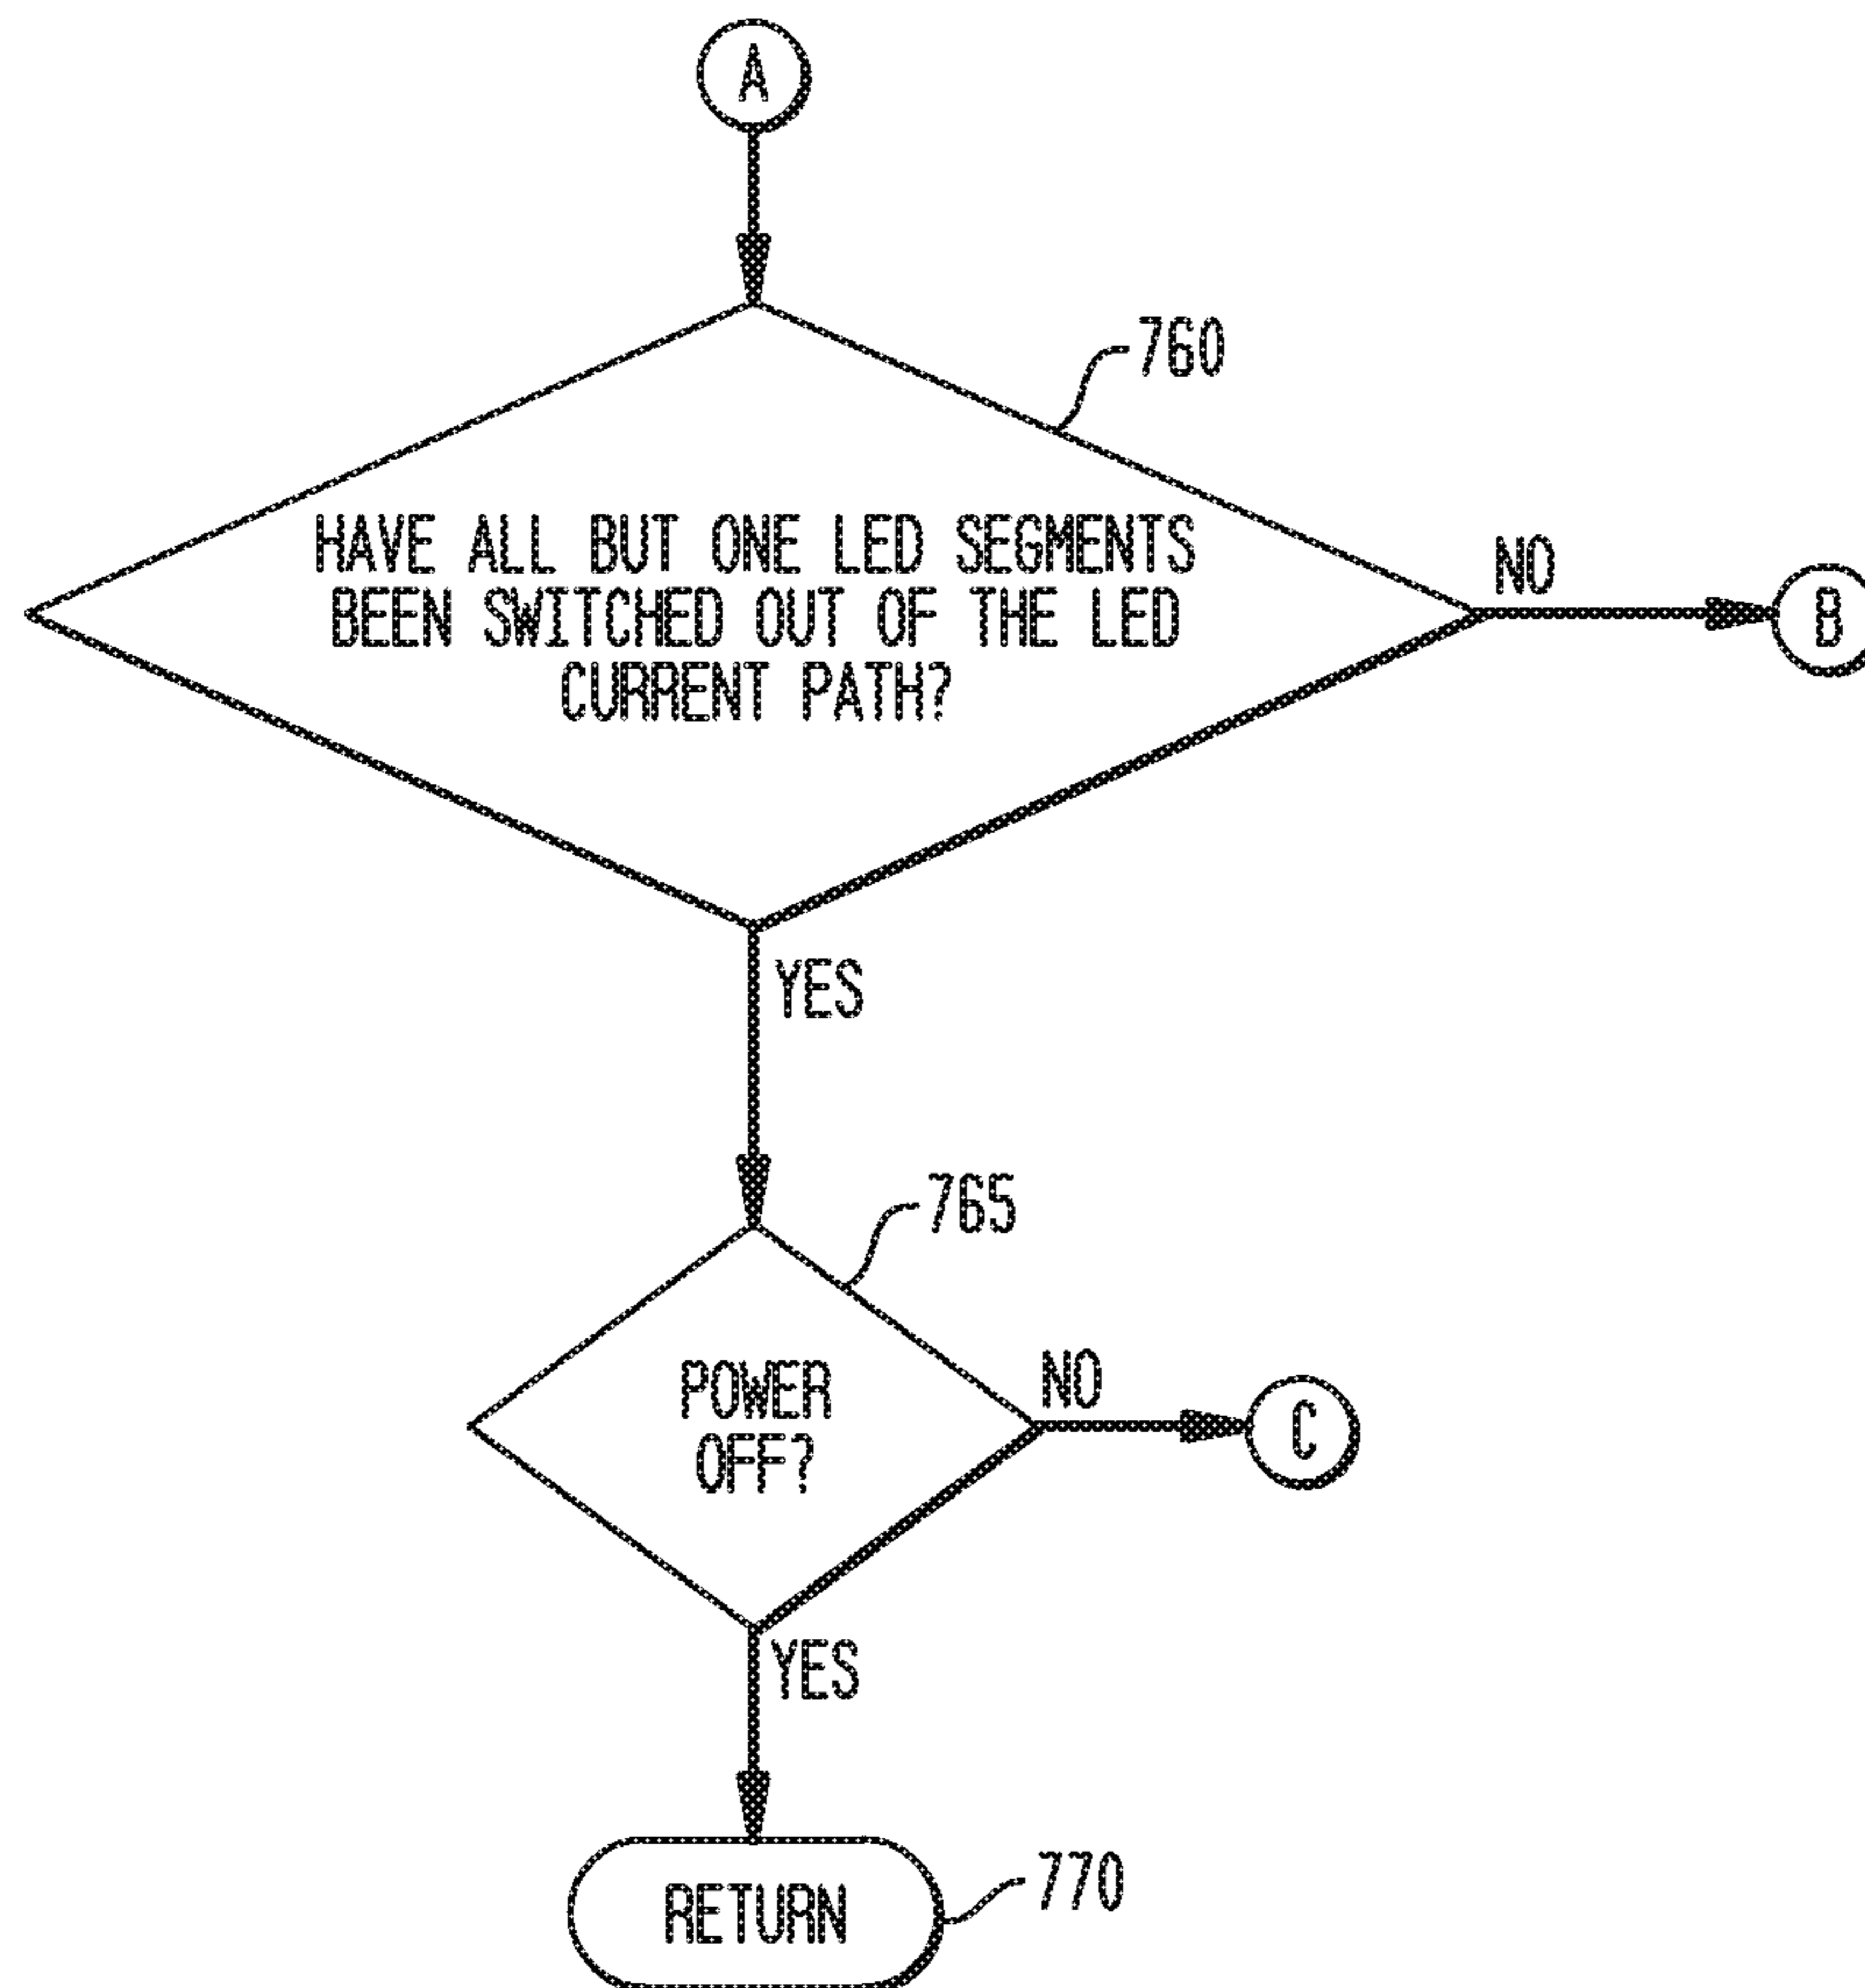 A
760
HAVE ALL BUT ONE LED SEGMENTS
BEEN SWITCHED OUT OF THE LED
CURRENT PATH?
NO
B
YES
765
POWER
OFF?
NO
C
YES
RETURN
770